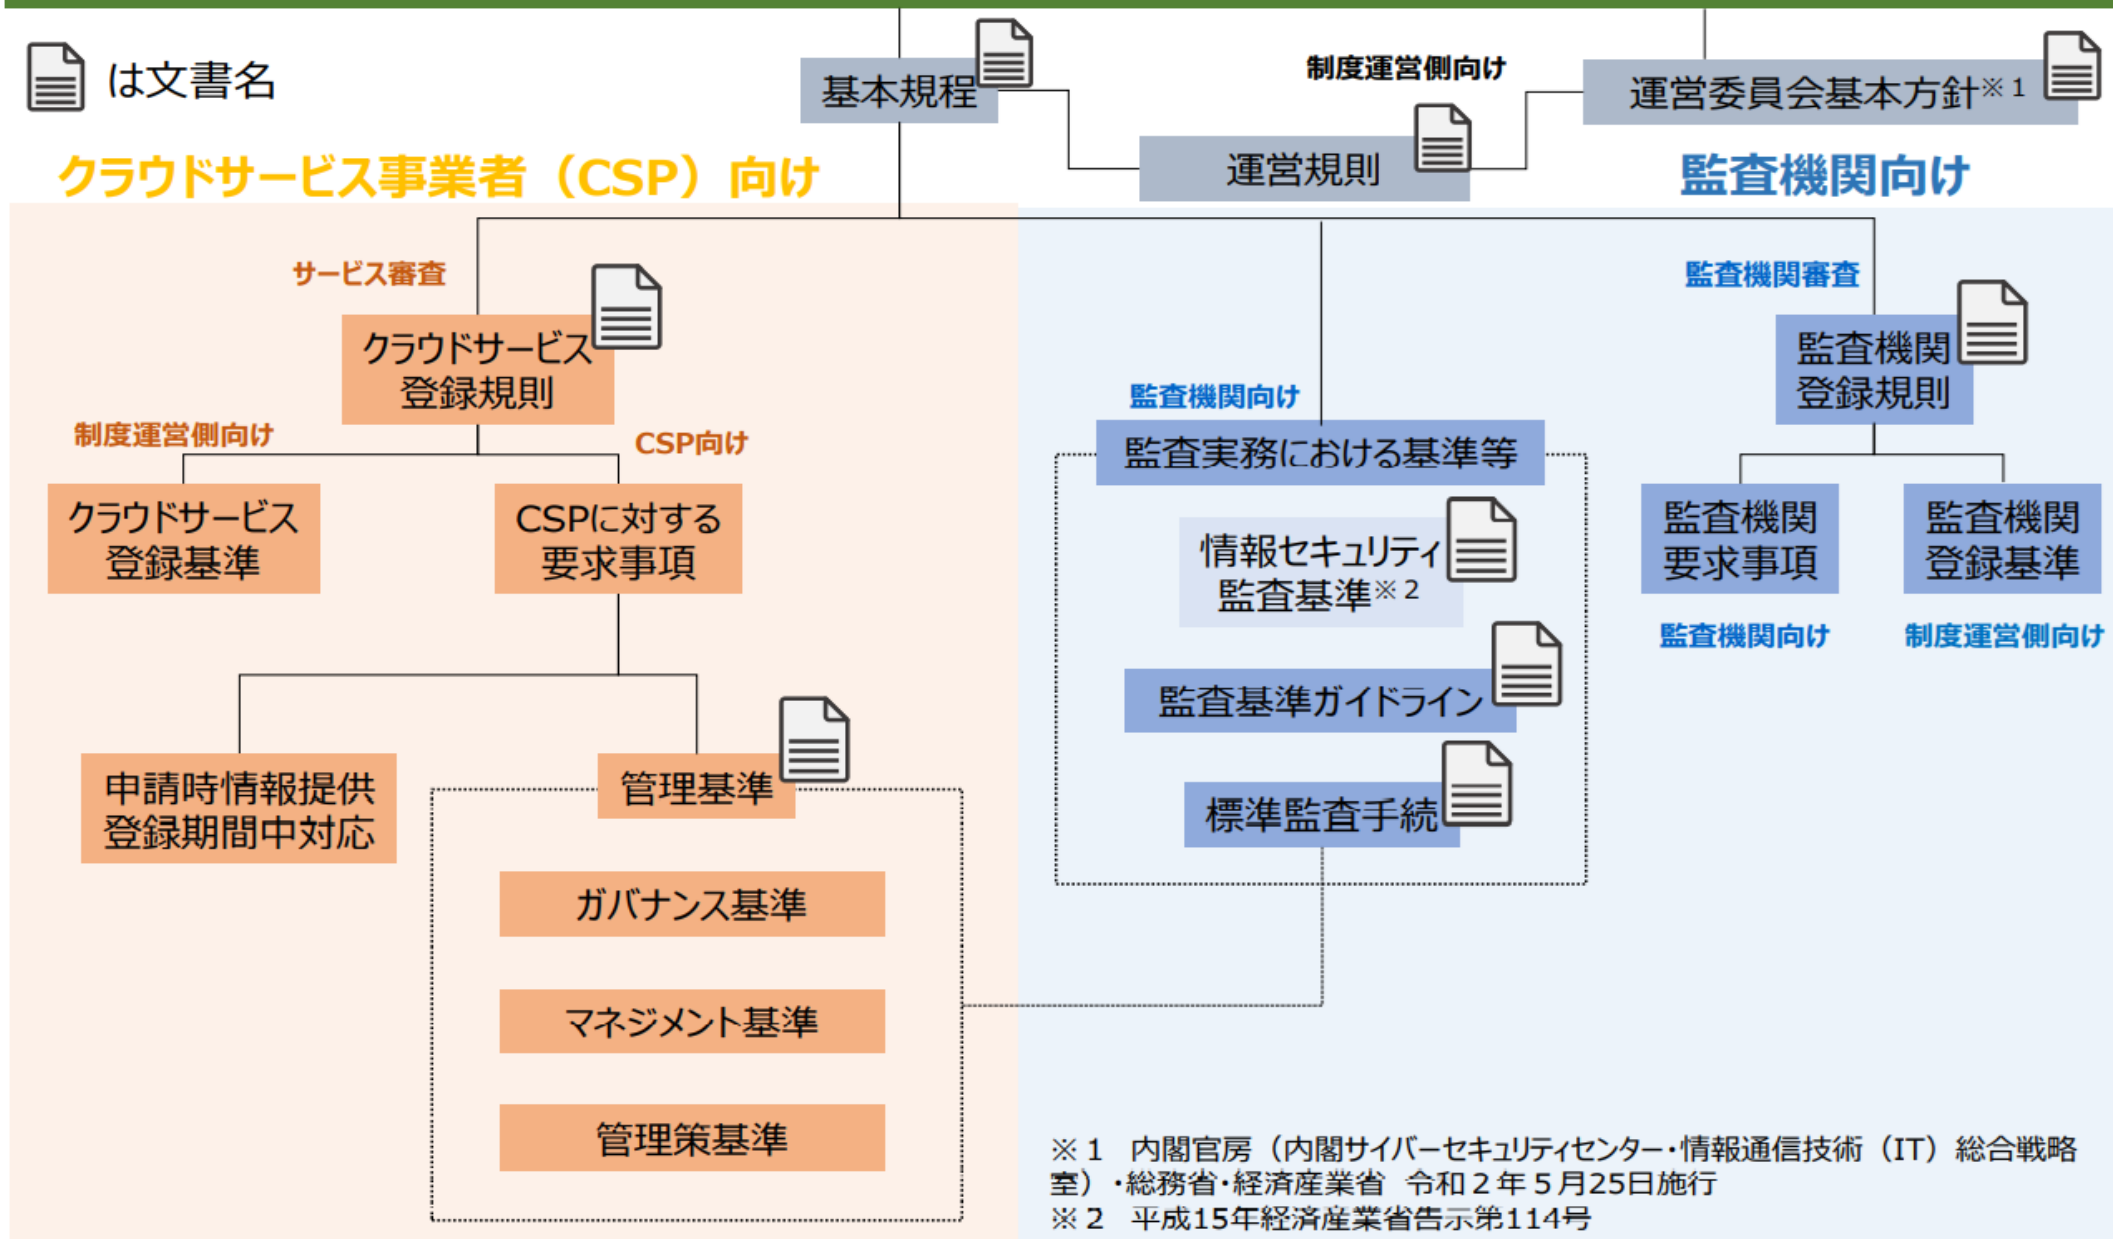 は文書名
基本規程
制度運営側向け
運営委員会基本方針※1
運営規則
クラウドサービス事業者（CSP）向け
監査機関向け
サービス審査
クラウドサービス
登録規則
制度運営側向け
CSP向け
クラウドサービス
登録基準
CSPに対する
要求事項
申請時情報提供
登録期間中対応
管理基準
ガバナンス基準
マネジメント基準
管理策基準
監査機関向け
監査実務における基準等
情報セキュリティ
監査基準※2
監査基準ガイドライン
標準監査手続
監査機関審査
監査機関
登録規則
監査機関
要求事項
監査機関
登録基準
監査機関向け
制度運営側向け
※1　内閣官房（内閣サイバーセキュリティセンター・情報通信技術（IT）総合戦略
室）・総務省・経済産業省　令和2年5月25日施行
※2　平成15年経済産業省告示第114号